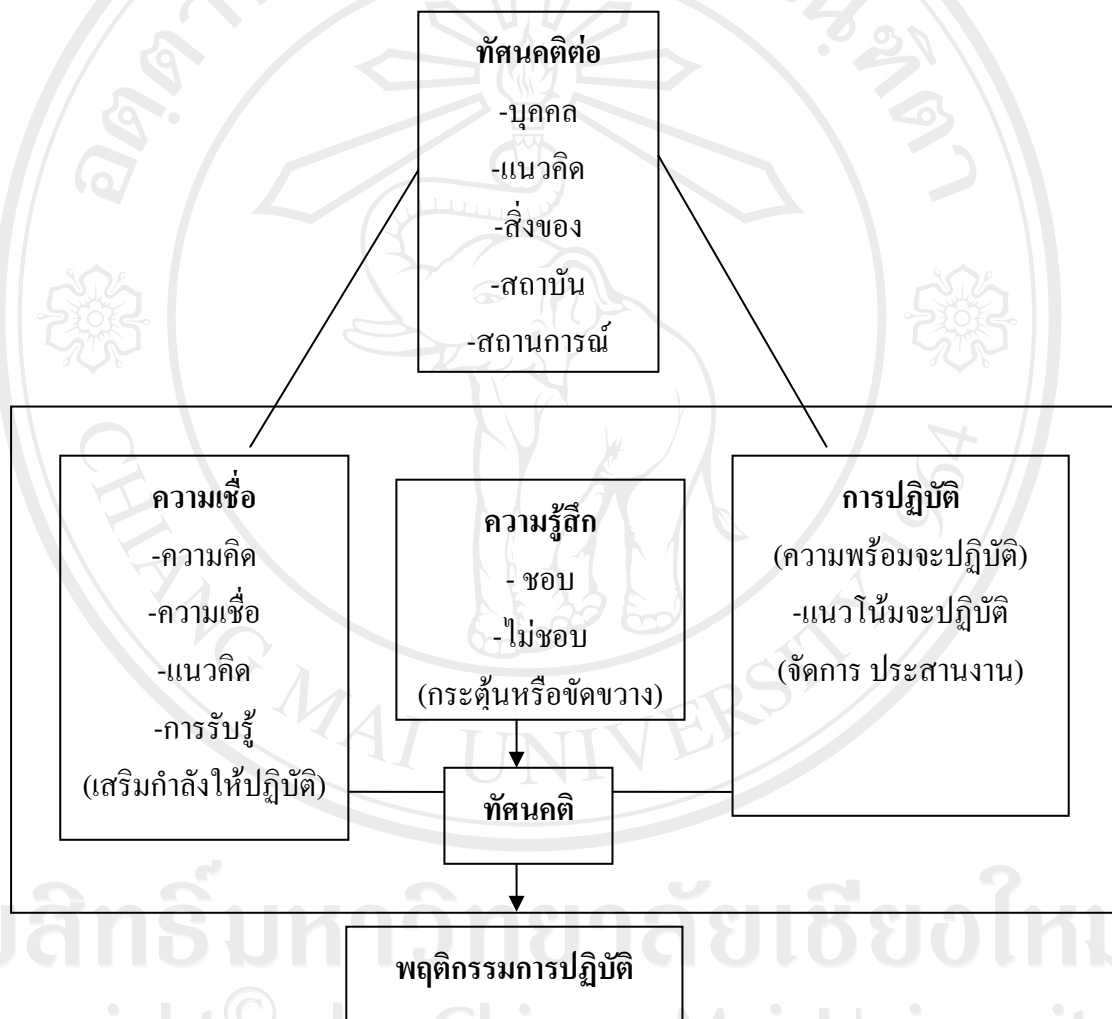 ทัศนคติต่อ
-บุคคล
-แนวคิด
-สิ่งของ
-สถาบัน
-สถานการณ์
ความเชื่อ
-ความคิด
-ความเชื่อ
-แนวคิด
-การรับรู้
(เสริมกำลังให้ปฏิบัติ)
ความรู้สึก
- ชอบ
-ไม่ชอบ
(กระตุ้นหรือขัดขวาง)
การปฏิบัติ
(ความพร้อมจะปฏิบัติ)
-แนวโน้มจะปฏิบัติ
(จัดการ ประสานงาน)
ทัศนคติ
พฤติกรรมการปฏิบัติ
CHIANG MAI UNIVERSITY 1964